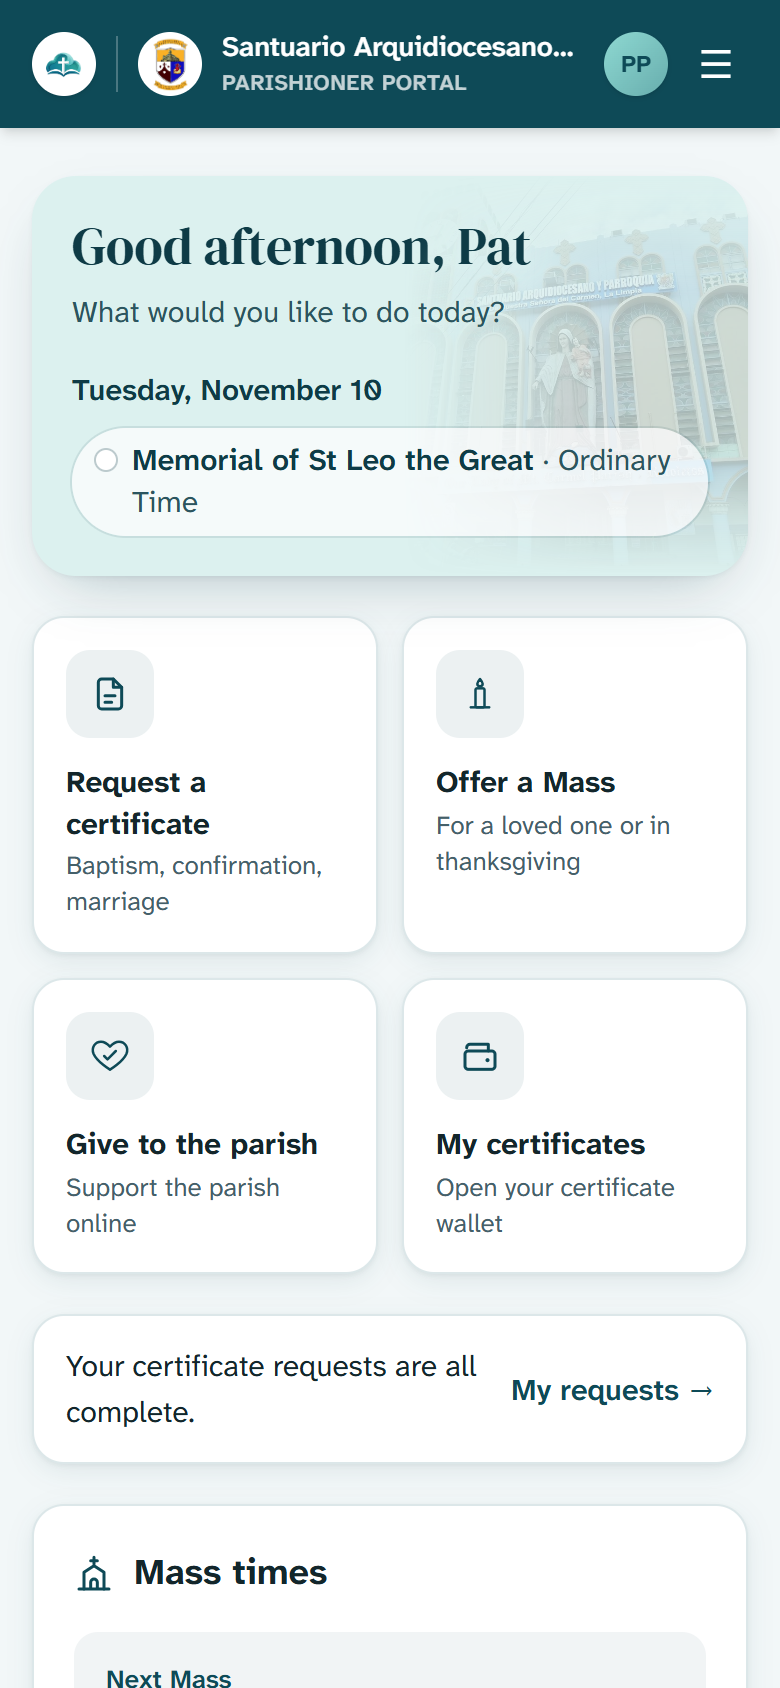 Santuario Arquidiocesano...
PARISHIONER PORTAL
PP
Good afternoon, Pat
What would you like to do today?
SANTUARIO ARQUIDIOCESANO Y PARROQUIA
Tuesday, November 10
Memorial of St Leo the Great · Ordinary
Time
Request a
certificate
Baptism, confirmation,
marriage
Offer a Mass
For a loved one or in
thanksgiving
Give to the parish
Support the parish
online
My certificates
Open your certificate
wallet
Your certificate requests are all
complete.
My requests →
Mass times
Next Mass